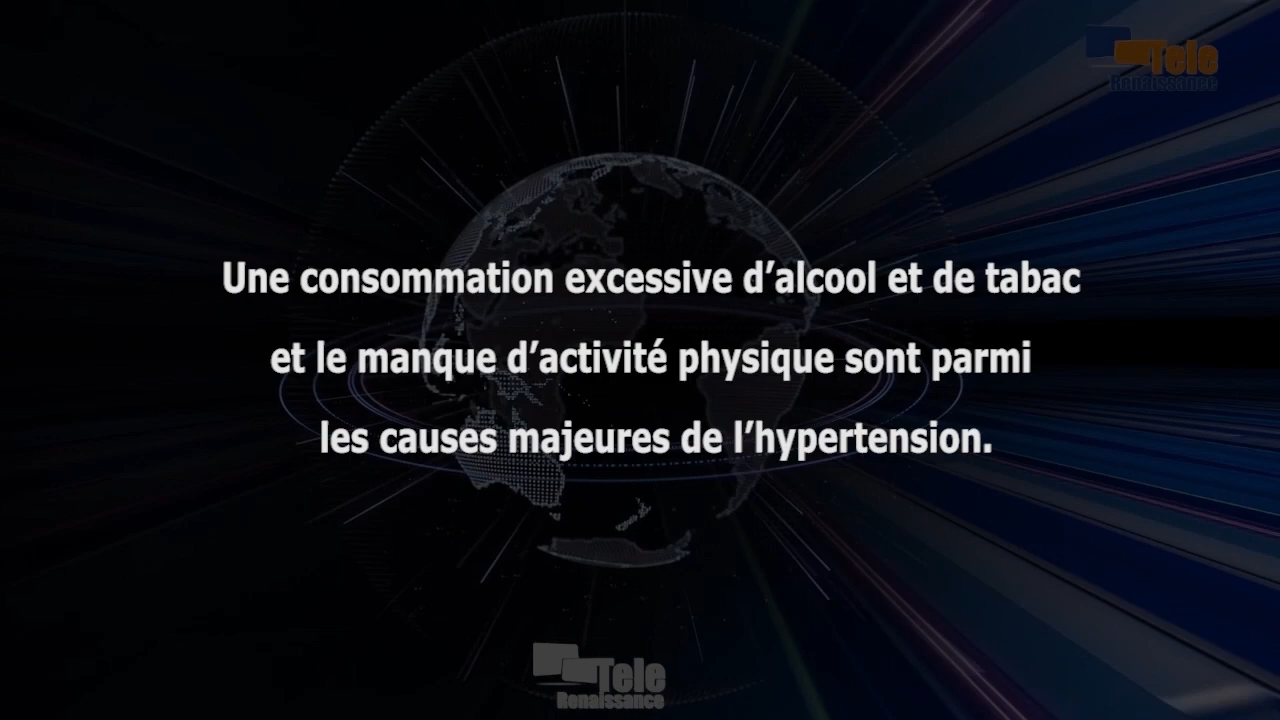 Tele
Renaissance
Une consommation excessive d’alcool et de tabac
et le manque d’activité physique sont parmi
les causes majeures de l’hypertension.
Tele
Renaissance